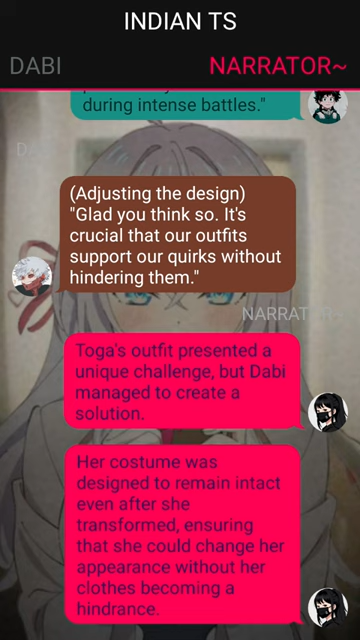 INDIAN TS
DABI
NARRATOR~
during intense battles."
(Adjusting the design)
"Glad you think so. It's
crucial that our outfits
support our quirks without
hindering them."
NARRATOR~
Toga's outfit presented a
unique challenge, but Dabi
managed to create a
solution.
Her costume was
designed to remain intact
even after she
transformed, ensuring
that she could change her
appearance without her
clothes becoming a
hindrance.